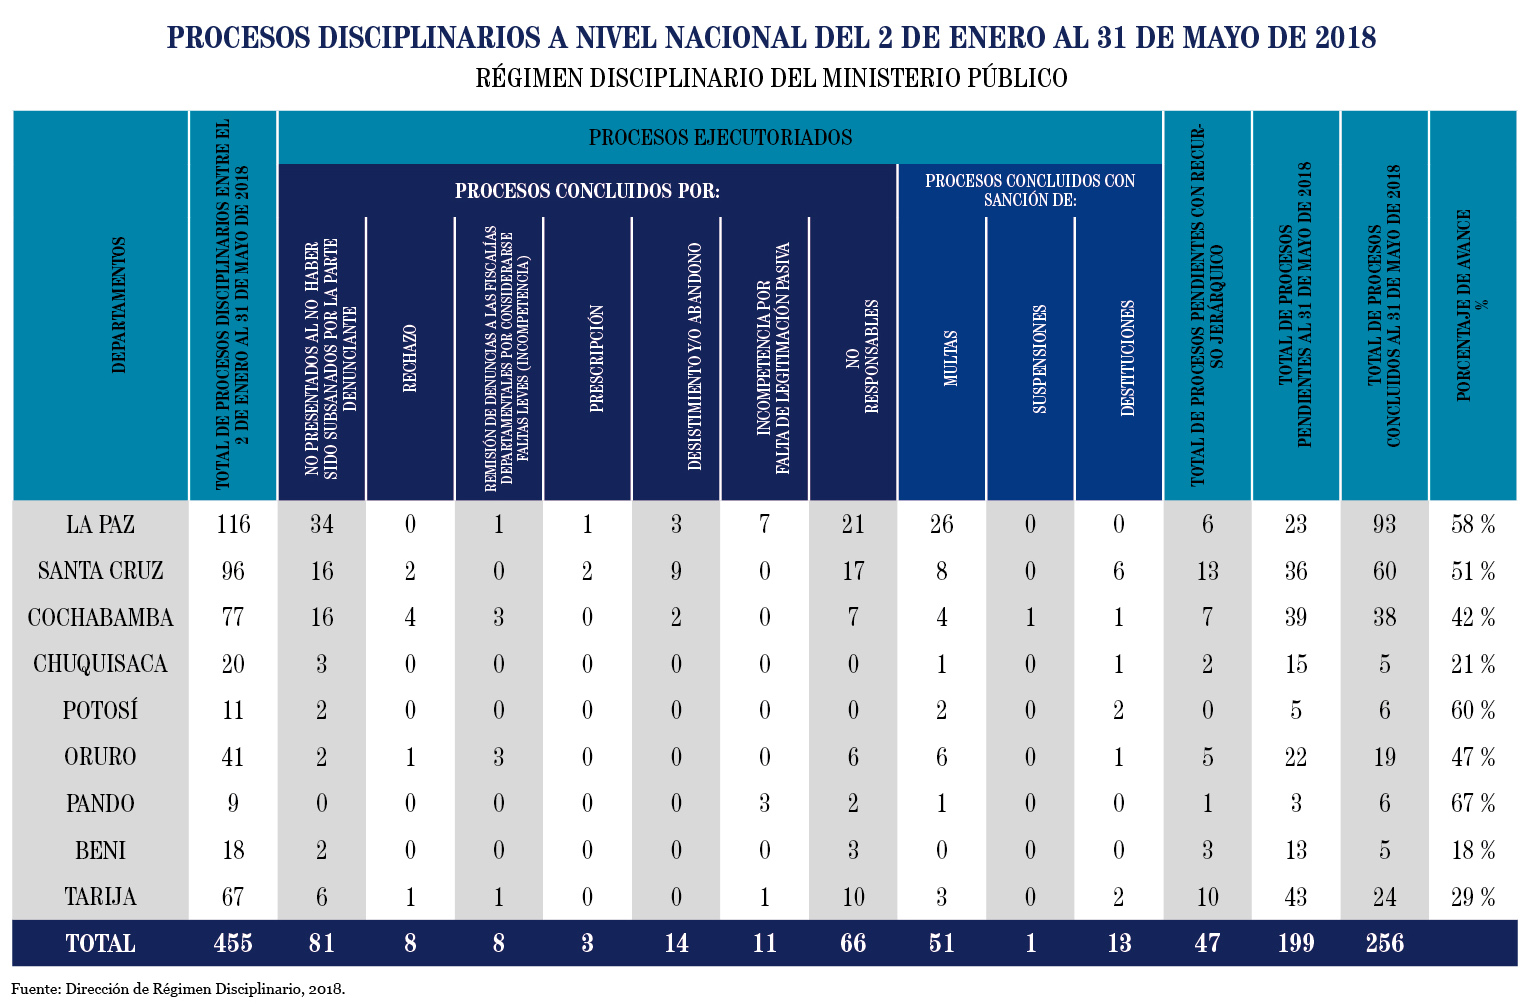 PROCESOS DISCIPLINARIOS A NIVEL NACIONAL DEL 2 DE ENERO AL 31 DE MAYO DE 2018
RÉGIMEN DISCIPLINARIO DEL MINISTERIO PÚBLICO
DEPARTAMENTOS
TOTAL DE PROCESOS DISCIPLINARIOS ENTRE EL
2 DE ENERO AL 31 DE MAYO DE 2018
PROCESOS EJECUTORIADOS
PROCESOS CONCLUIDOS POR:
NO PRESENTADOS AL NO HABER
SIDO SUBSANADOS POR LA PARTE
DENUNCIANTE
RECHAZO
REMISIÓN DE DENUNCIAS A LAS FISCALÍAS
DEPARTAMENTALES POR CONSIDERARSE
FALTAS LEVES (INCOMPETENCIA)
PRESCRIPCIÓN
DESISTIMIENTO Y/O ABANDONO
INCOMPETENCIA POR
FALTA DE LEGITIMACIÓN PASIVA
NO
RESPONSABLES
PROCESOS CONCLUIDOS CON
SANCIÓN DE:
MULTAS
SUSPENSIONES
DESTITUCIONES
TOTAL DE PROCESOS PENDIENTES CON RECUR-
SO JERARQUICO
TOTAL DE PROCESOS
PENDIENTES AL 31 DE MAYO DE 2018
TOTAL DE PROCESOS
CONCLUIDOS AL 31 DE MAYO DE 2018
PORCENTAJE DE AVANCE
%
LA PAZ 116 34 0 1 1 3 7 21 26 0 0 6 23 93 58 %
SANTA CRUZ 96 16 2 0 2 9 0 17 8 0 6 13 36 60 51 %
COCHABAMBA 77 16 4 3 0 2 0 7 4 1 1 7 39 38 42 %
CHUQUISACA 20 3 0 0 0 0 0 0 1 0 1 2 15 5 21 %
POTOSÍ 11 2 0 0 0 0 0 0 2 0 2 0 5 6 60 %
ORURO 41 2 1 3 0 0 0 6 6 0 1 5 22 19 47 %
PANDO 9 0 0 0 0 0 3 2 1 0 0 1 3 6 67 %
BENI 18 2 0 0 0 0 0 3 0 0 0 3 13 5 18 %
TARIJA 67 6 1 1 0 0 1 10 3 0 2 10 43 24 29 %
TOTAL 455 81 8 8 3 14 11 66 51 1 13 47 199 256
Fuente: Dirección de Régimen Disciplinario, 2018.